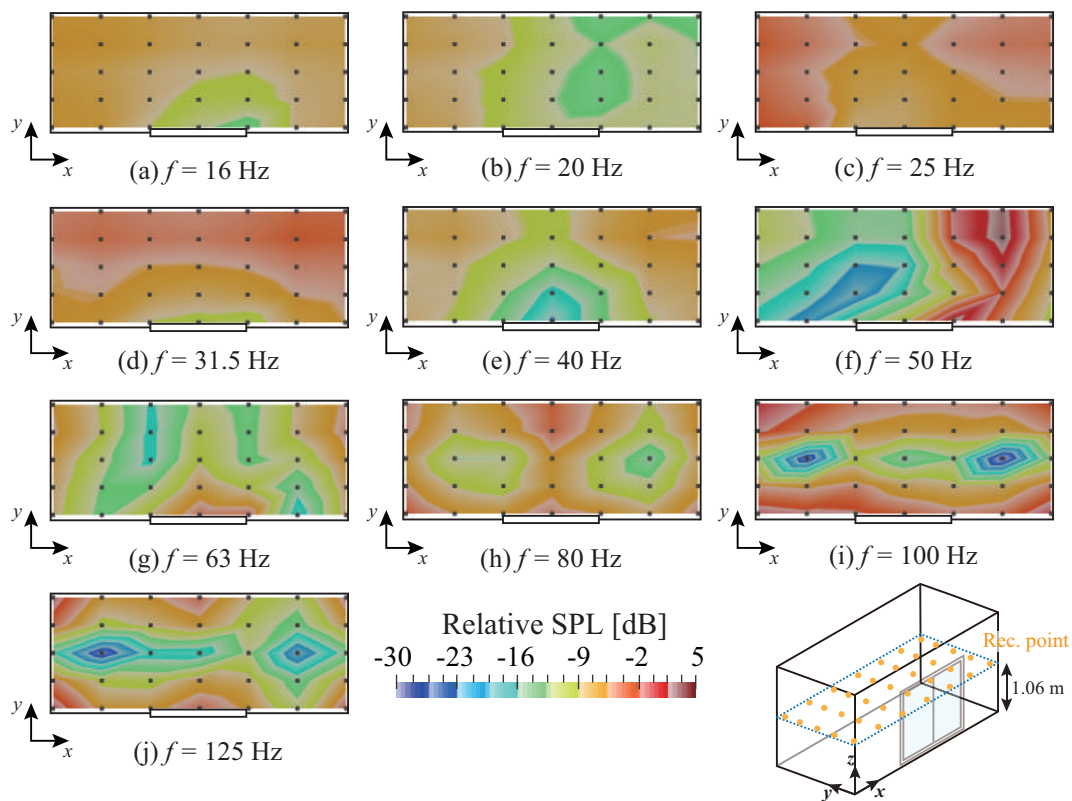 y
x
(a) f = 16 Hz
y
x
(b) f = 20 Hz
y
x
(c) f = 25 Hz
y
x
(d) f = 31.5 Hz
y
x
(e) f = 40 Hz
y
x
(f) f = 50 Hz
y
x
(g) f = 63 Hz
y
x
(h) f = 80 Hz
y
x
(i) f = 100 Hz
y
x
(j) f = 125 Hz
Relative SPL [dB]
-30 -23 -16 -9 -2 5
Rec. point
1.06 m
z
y
x